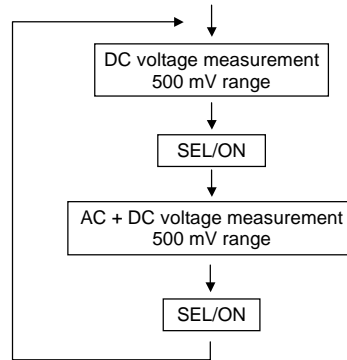 DC voltage measurement
500 mV range
SEL/ON
AC + DC voltage measurement
500 mV range
SEL/ON